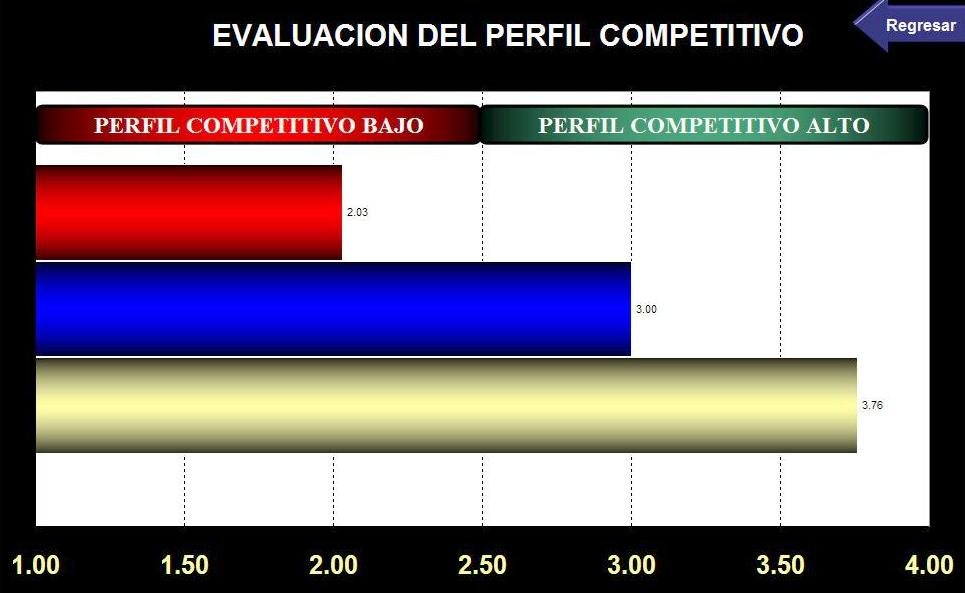 EVALUACION DEL PERFIL COMPETITIVO
Regresar
PERFIL COMPETITIVO BAJO
PERFIL COMPETITIVO ALTO
2.03
3.00
3.76
1.00 1.50 2.00 2.50 3.00 3.50 4.00